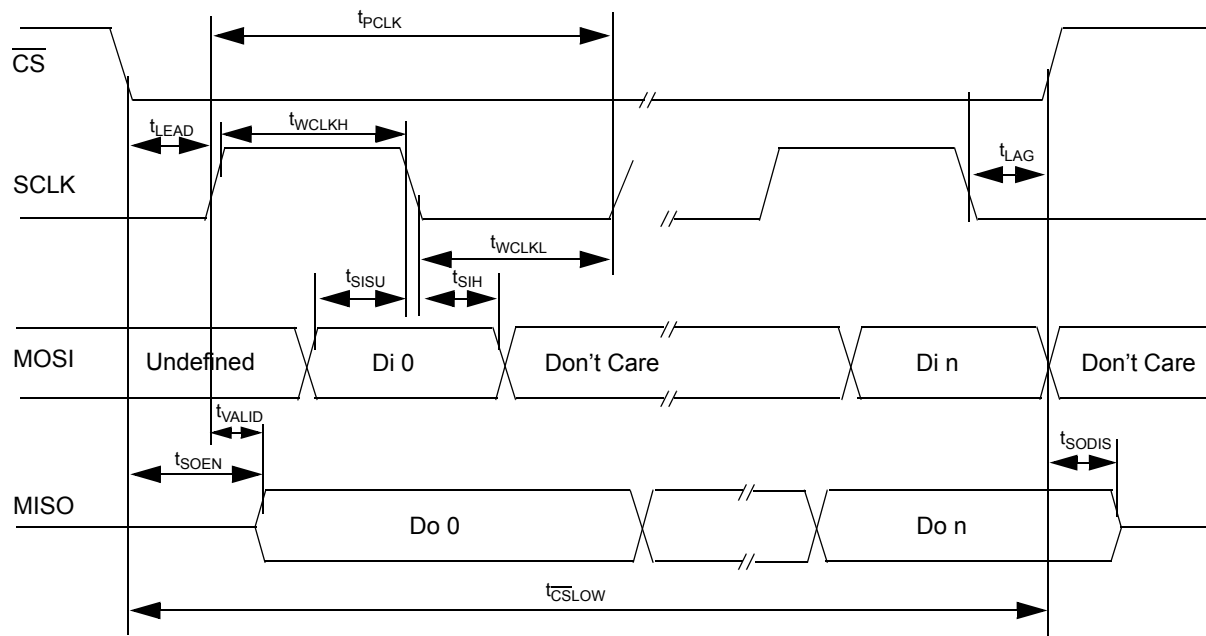 tPCLK
CS
tLEAD
tWCLKH
tLAG
SCLK
tWCLKL
tSISU
tSIH
MOSI
Undefined
Di 0
Don't Care
Di n
Don't Care
tVALID
tSOEN
tSODIS
MISO
Do 0
Do n
tCSLOW